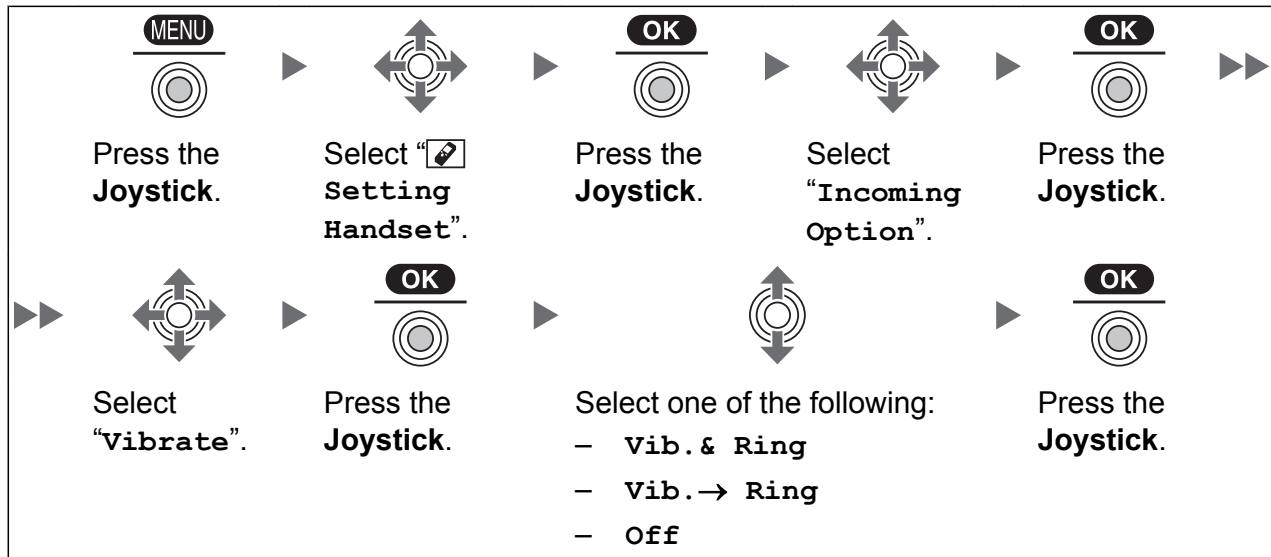 MENU
OK
OK
Press the
Joystick.
Select “
Setting
Handset”.
Press the
Joystick.
Select
“Incoming
Option”.
Press the
Joystick.
OK
OK
Select
“Vibrate”.
Press the
Joystick.
Select one of the following:
– Vib.& Ring
– Vib.→ Ring
– Off
Press the
Joystick.